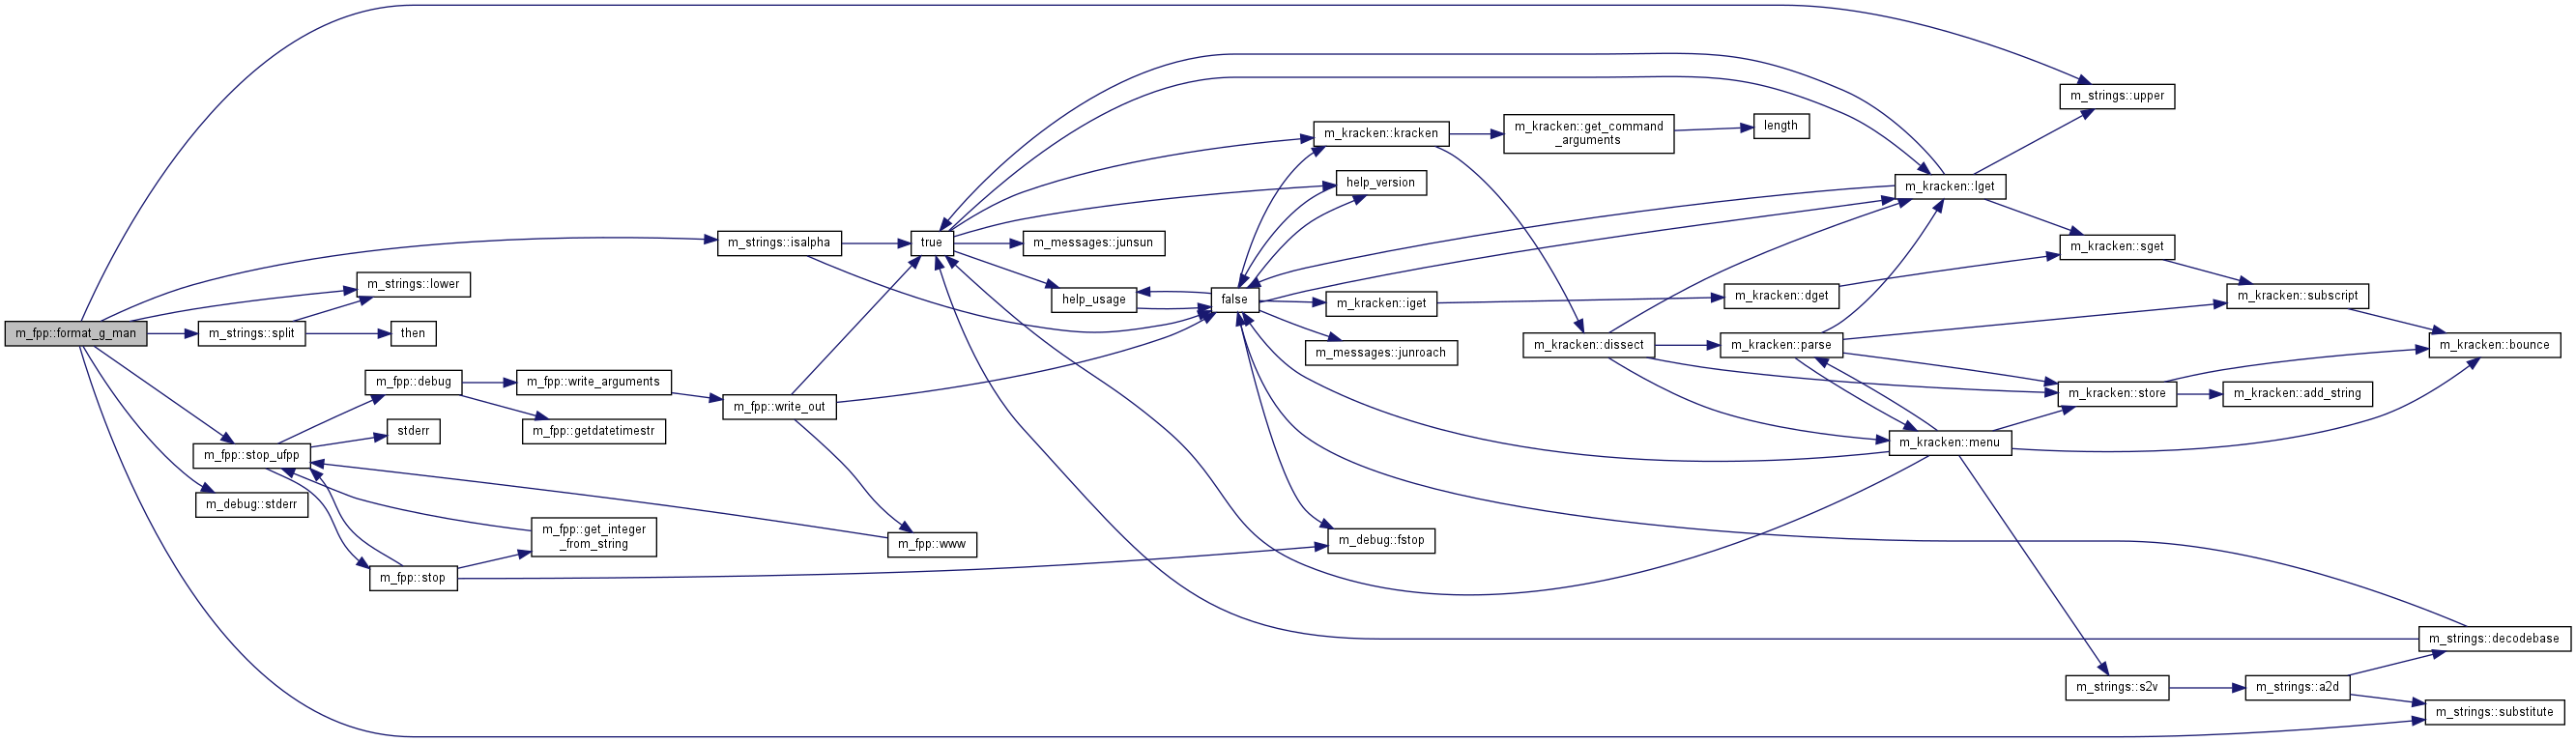 m_fpp::format_g_man
m_strings::lower
m_strings::split
then
m_fpp::debug
stderr
m_fpp::stop_ufpp
m_debug::stderr
m_fpp::stop
m_fpp::write_arguments
m_fpp::getdatetimestr
m_fpp::get_integer
_from_string
m_strings::isalpha
m_fpp::write_out
true
m_fpp::www
m_messages::junsun
help_usage
false
m_kracken::kracken
help_version
m_kracken::iget
m_messages::junroach
m_debug::fstop
m_kracken::get_command
_arguments
m_kracken::dissect
length
m_kracken::dget
m_kracken::parse
m_kracken::lget
m_kracken::menu
m_strings::upper
m_kracken::sget
m_kracken::store
m_strings::s2v
m_kracken::subscript
m_kracken::add_string
m_strings::a2d
m_kracken::bounce
m_strings::decodebase
m_strings::substitute